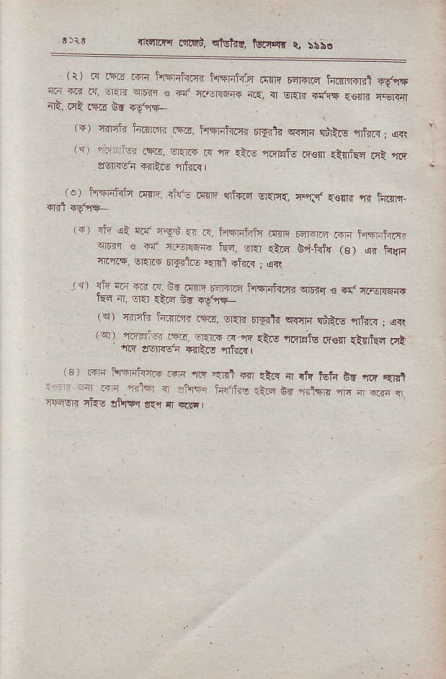 ৪১২৪ বাংলাদেশ গেজেট, অতিরিক্ত, ডিসেম্বর ২, ১৯৯৩
(২) যে ক্ষেত্রে কোন শিক্ষানবিসের শিক্ষানবিসি মেয়াদ চলাকালে নিয়োগকারী কর্তৃপক্ষ
মনে করে যে, তাহার আচরণ ও কর্ম সন্তোষজনক নহে, বা তাহার কর্মদক্ষ হওয়ার সম্ভাবনা
নাই, সেই ক্ষেত্রে উক্ত কর্তৃপক্ষ—
(ক) সরাসরি নিয়োগের ক্ষেত্রে, শিক্ষানবিসের চাকুরীর অবসান ঘটাইতে পারিবে ; এবং
(খ) পদোন্নতির ক্ষেত্রে, তাহাকে যে পদ হইতে পদোন্নতি দেওয়া হইয়াছিল সেই পদে
প্রত্যাবর্তন করাইতে পারিবে।
(৩) শিক্ষানবিসি মেয়াদ, বর্ধিত মেয়াদ থাকিলে তাহাসহ, সম্পূর্ণ হওয়ার পর নিয়োগ-
কারী কর্তৃপক্ষ—
(ক) যদি এই মর্মে সন্তুষ্ট হয় যে, শিক্ষানবিসি মেয়াদ চলাকালে কোন শিক্ষানবিসের
আচরণ ও কর্ম সন্তোষজনক ছিল, তাহা হইলে উপ-বিধি (৪) এর বিধান
সাপেক্ষে, তাহাকে চাকুরীতে স্থায়ী করিবে ; এবং
(খ) যদি মনে করে যে, উক্ত মেয়াদ চলাকালে শিক্ষানবিসের আচরণ ও কর্ম সন্তোষজনক
ছিল না, তাহা হইলে উক্ত কর্তৃপক্ষ—
(অ) সরাসরি নিয়োগের ক্ষেত্রে, তাহার চাকুরীর অবসান ঘটাইতে পারিবে ; এবং
(আ) পদোন্নতির ক্ষেত্রে, তাহাকে যে পদ হইতে পদোন্নতি দেওয়া হইয়াছিল সেই
পদে প্রত্যাবর্তন করাইতে পারিবে।
(৪) কোন শিক্ষানবিসকে কোন পদে স্থায়ী করা হইবে না যদি তিনি উক্ত পদে স্থায়ী
হওয়ার জন্য কোন পরীক্ষা বা প্রশিক্ষণ নির্ধারিত হইলে উক্ত পরীক্ষায় পাস না করেন বা
সফলতার সহিত প্রশিক্ষণ গ্রহণ না করেন।